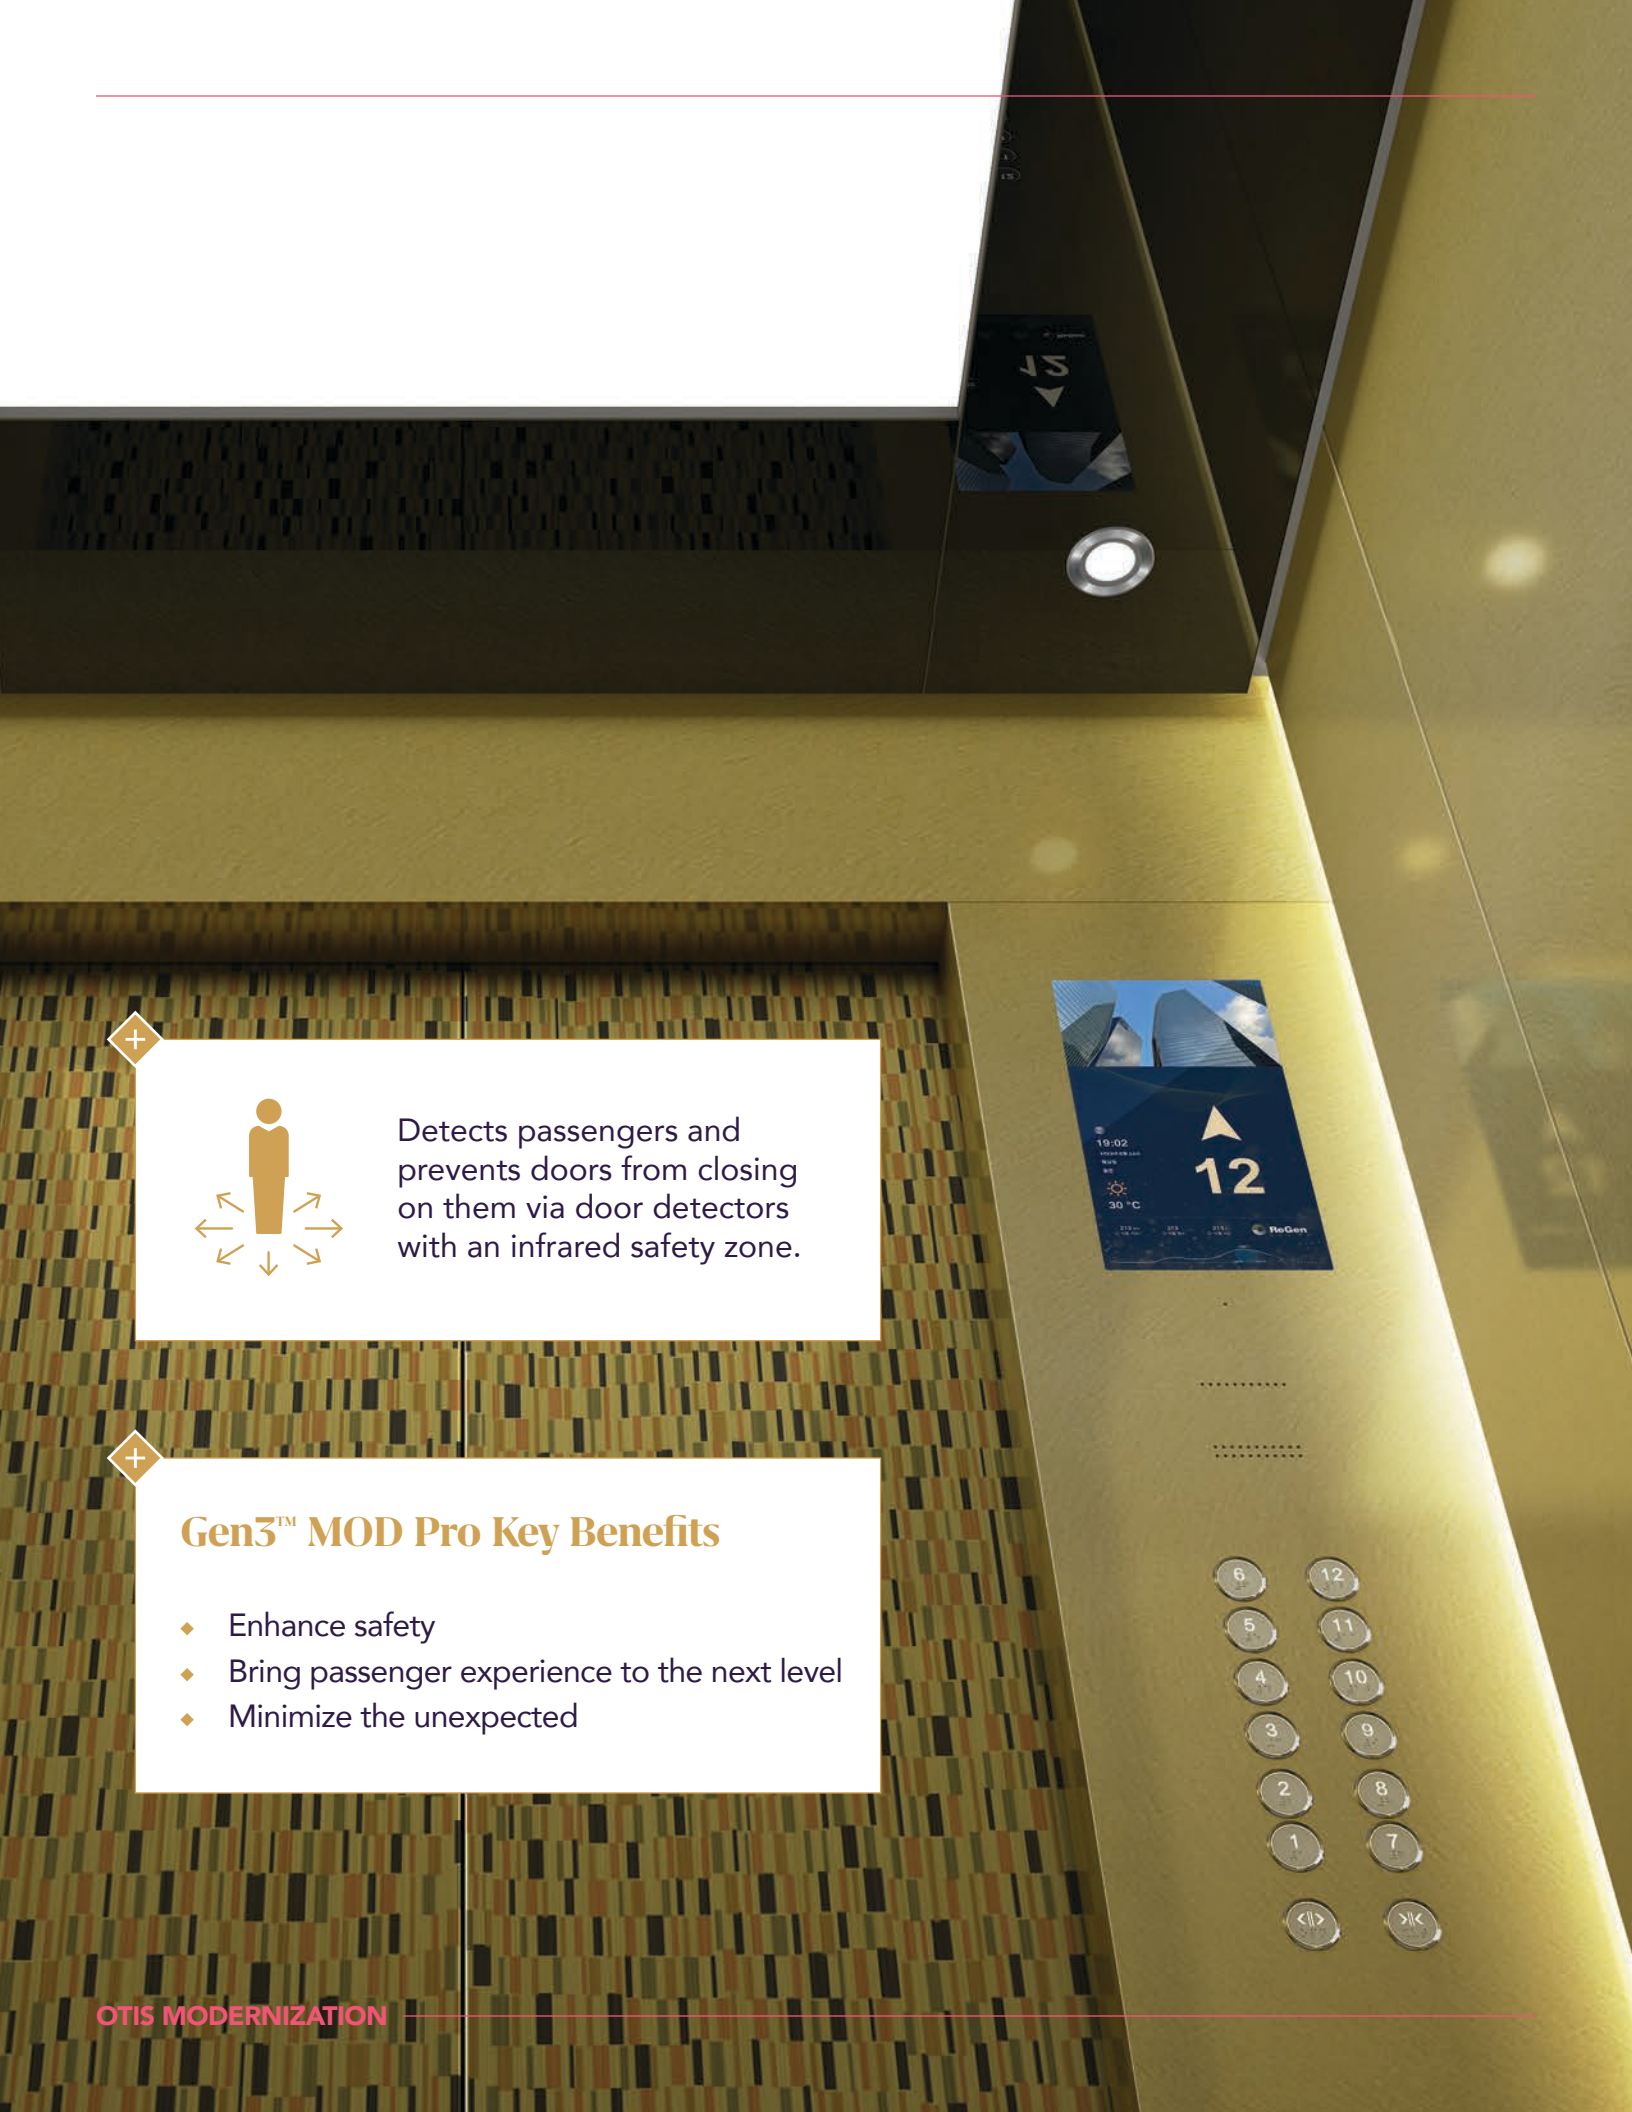 12
Detects passengers and
prevents doors from closing
on them via door detectors
with an infrared safety zone.
19:02
12
30 °C
ReGen
Gen3™ MOD Pro Key Benefits
Enhance safety
Bring passenger experience to the next level
Minimize the unexpected
6 12
5 11
4 10
3 9
2 8
1 7
OTIS MODERNIZATION